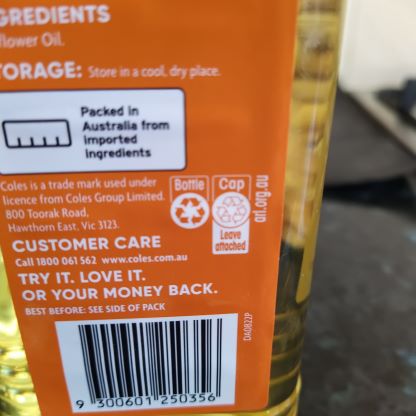 GREDIENTS
flower Oil.
TORAGE: Store in a cool, dry place.
Packed in
Australia from
imported
ingredients
Coles is a trade mark used under
licence from Coles Group Limited.
800 Toorak Road,
Hawthorn East, Vic 3123.
Bottle
Cap
Leave
attached
arl.org.au
CUSTOMER CARE
Call 1800 061 562 www.coles.com.au
TRY IT. LOVE IT.
OR YOUR MONEY BACK.
BEST BEFORE: SEE SIDE OF PACK
DA0822P
9 300601 250356